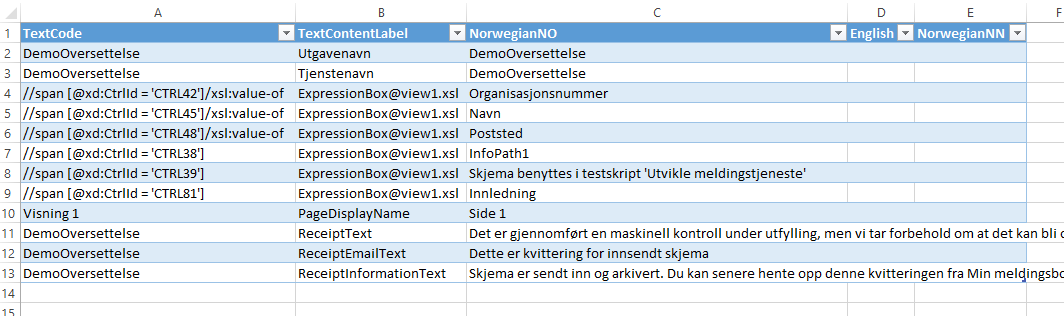 A B C D E F
1 TextCode TextContentLabel NorwegianNO English NorwegianNN
2 DemoOversettelse Utgavenavn DemoOversettelse
3 DemoOversettelse Tjenstenavn DemoOversettelse
4 //span [@xd:CtrlId = 'CTRL42']/xsl:value-of ExpressionBox@view1.xsl Organisasjonsnummer
5 //span [@xd:CtrlId = 'CTRL45']/xsl:value-of ExpressionBox@view1.xsl Navn
6 //span [@xd:CtrlId = 'CTRL48']/xsl:value-of ExpressionBox@view1.xsl Poststed
7 //span [@xd:CtrlId = 'CTRL38'] ExpressionBox@view1.xsl InfoPath1
8 //span [@xd:CtrlId = 'CTRL39'] ExpressionBox@view1.xsl Skjema benyttes i testskript 'Utvikle meldingstjeneste'
9 //span [@xd:CtrlId = 'CTRL81'] ExpressionBox@view1.xsl Innledning
10 Visning 1 PageDisplayName Side 1
11 DemoOversettelse ReceiptText Det er gjennomført en maskinell kontroll under utfylling, men vi tar forbehold om at det kan bli
12 DemoOversettelse ReceiptEmailText Dette er kvittering for innsendt skjema
13 DemoOversettelse ReceiptInformationText Skjema er sendt inn og arkivert. Du kan senere hente opp denne kvitteringen fra Min
14
15